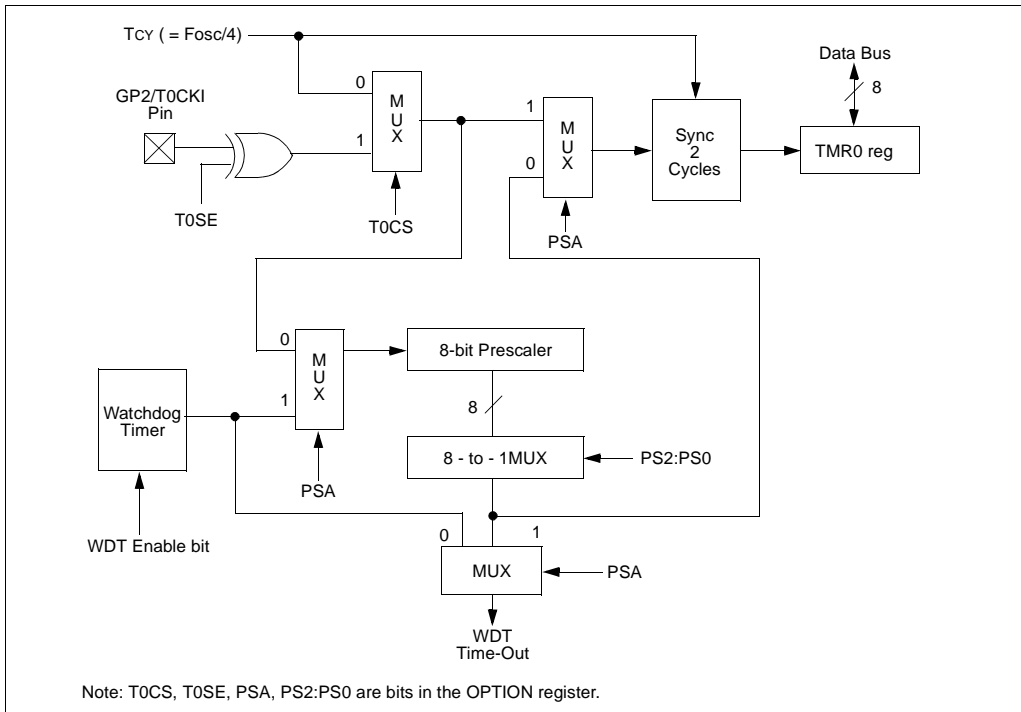 TCY ( = Fosc/4)
Data Bus
8
GP2/T0CKI
Pin
0
1
MUX
T0SE
T0CS
1
0
MUX
PSA
Sync
2
Cycles
TMR0 reg
0
1
MUX
PSA
8-bit Prescaler
8
8 - to - 1MUX
PS2:PS0
Watchdog
Timer
WDT Enable bit
0
1
MUX
PSA
WDT
Time-Out
Note: T0CS, T0SE, PSA, PS2:PS0 are bits in the OPTION register.